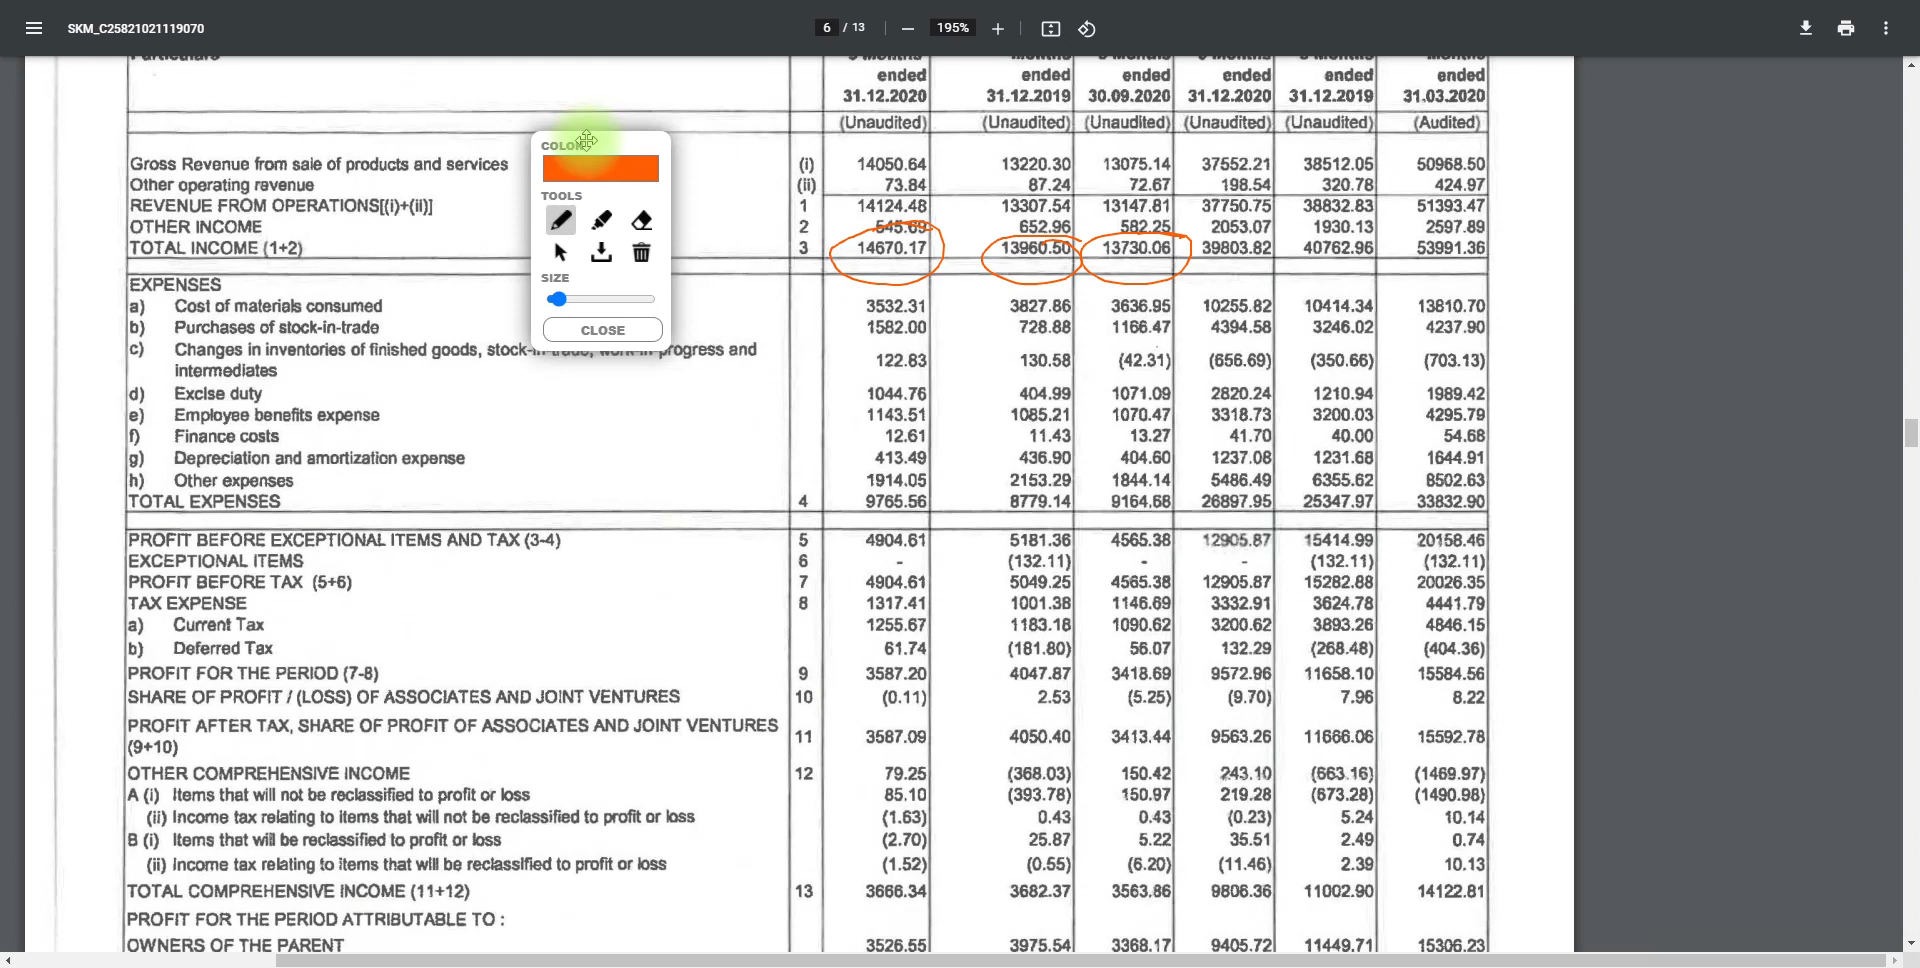 SKM_C25821021119070 6 / 13 195%
Particulars
ended ended ended ended ended ended
31.12.2020 31.12.2019 30.09.2020 31.12.2020 31.12.2019 31.03.2020
(Unaudited) (Unaudited) (Unaudited) (Unaudited) (Unaudited) (Audited)
Gross Revenue from sale of products and services (i) 14050.64 13220.30 13075.14 37552.21 38512.05 50968.50
Other operating revenue (ii) 73.84 87.24 72.67 198.54 320.78 424.97
REVENUE FROM OPERATIONS[(i)+(ii)] 1 14124.48 13307.54 13147.81 37750.75 38832.83 51393.47
OTHER INCOME 2 545.69 652.96 582.25 2053.07 1930.13 2597.89
TOTAL INCOME (1+2) 3 14670.17 13960.50 13730.06 39803.82 40762.96 53991.36
EXPENSES
a) Cost of materials consumed 3532.31 3827.86 3636.95 10255.82 10414.34 13810.70
b) Purchases of stock-in-trade 1582.00 728.88 1166.47 4394.58 3246.02 4237.90
c) Changes in inventories of finished goods, stock-in-trade, work-in-progress and
intermediates 122.83 130.58 (42.31) (656.69) (350.66) (703.13)
d) Excise duty 1044.76 404.99 1071.09 2820.24 1210.94 1989.42
e) Employee benefits expense 1143.51 1085.21 1070.47 3318.73 3200.03 4295.79
f) Finance costs 12.61 11.43 13.27 41.70 40.00 54.68
g) Depreciation and amortization expense 413.49 436.90 404.60 1237.08 1231.68 1644.91
h) Other expenses 1914.05 2153.29 1844.14 5486.49 6355.62 8502.63
TOTAL EXPENSES 4 9765.56 8779.14 9164.68 26897.95 25347.97 33832.90
PROFIT BEFORE EXCEPTIONAL ITEMS AND TAX (3-4) 5 4904.61 5181.36 4565.38 12905.87 15414.99 20158.46
EXCEPTIONAL ITEMS 6 - (132.11) - - (132.11) (132.11)
PROFIT BEFORE TAX (5+6) 7 4904.61 5049.25 4565.38 12905.87 15282.88 20026.35
TAX EXPENSE 8 1317.41 1001.38 1146.69 3332.91 3624.78 4441.79
a) Current Tax 1255.67 1183.18 1090.62 3200.62 3893.26 4846.15
b) Deferred Tax 61.74 (181.80) 56.07 132.29 (268.48) (404.36)
PROFIT FOR THE PERIOD (7-8) 9 3587.20 4047.87 3418.69 9572.96 11658.10 15584.56
SHARE OF PROFIT / (LOSS) OF ASSOCIATES AND JOINT VENTURES 10 (0.11) 2.53 (5.25) (9.70) 7.96 8.22
PROFIT AFTER TAX, SHARE OF PROFIT OF ASSOCIATES AND JOINT VENTURES
(9+10) 11 3587.09 4050.40 3413.44 9563.26 11666.06 15592.78
OTHER COMPREHENSIVE INCOME 12 79.25 (368.03) 150.42 243.10 (663.16) (1469.97)
A (i) Items that will not be reclassified to profit or loss 85.10 (393.78) 150.97 219.28 (673.28) (1490.98)
(ii) Income tax relating to items that will not be reclassified to profit or loss (1.63) 0.43 0.43 (0.23) 5.24 10.14
B (i) Items that will be reclassified to profit or loss (2.70) 25.87 5.22 35.51 2.49 0.74
(ii) Income tax relating to items that will be reclassified to profit or loss (1.52) (0.55) (6.20) (11.46) 2.39 10.13
TOTAL COMPREHENSIVE INCOME (11+12) 13 3666.34 3682.37 3563.86 9806.36 11002.90 14122.81
PROFIT FOR THE PERIOD ATTRIBUTABLE TO :
OWNERS OF THE PARENT 3526.55 3975.54 3368.17 9405.72 11449.71 15306.23
COLOR
TOOLS
SIZE
CLOSE